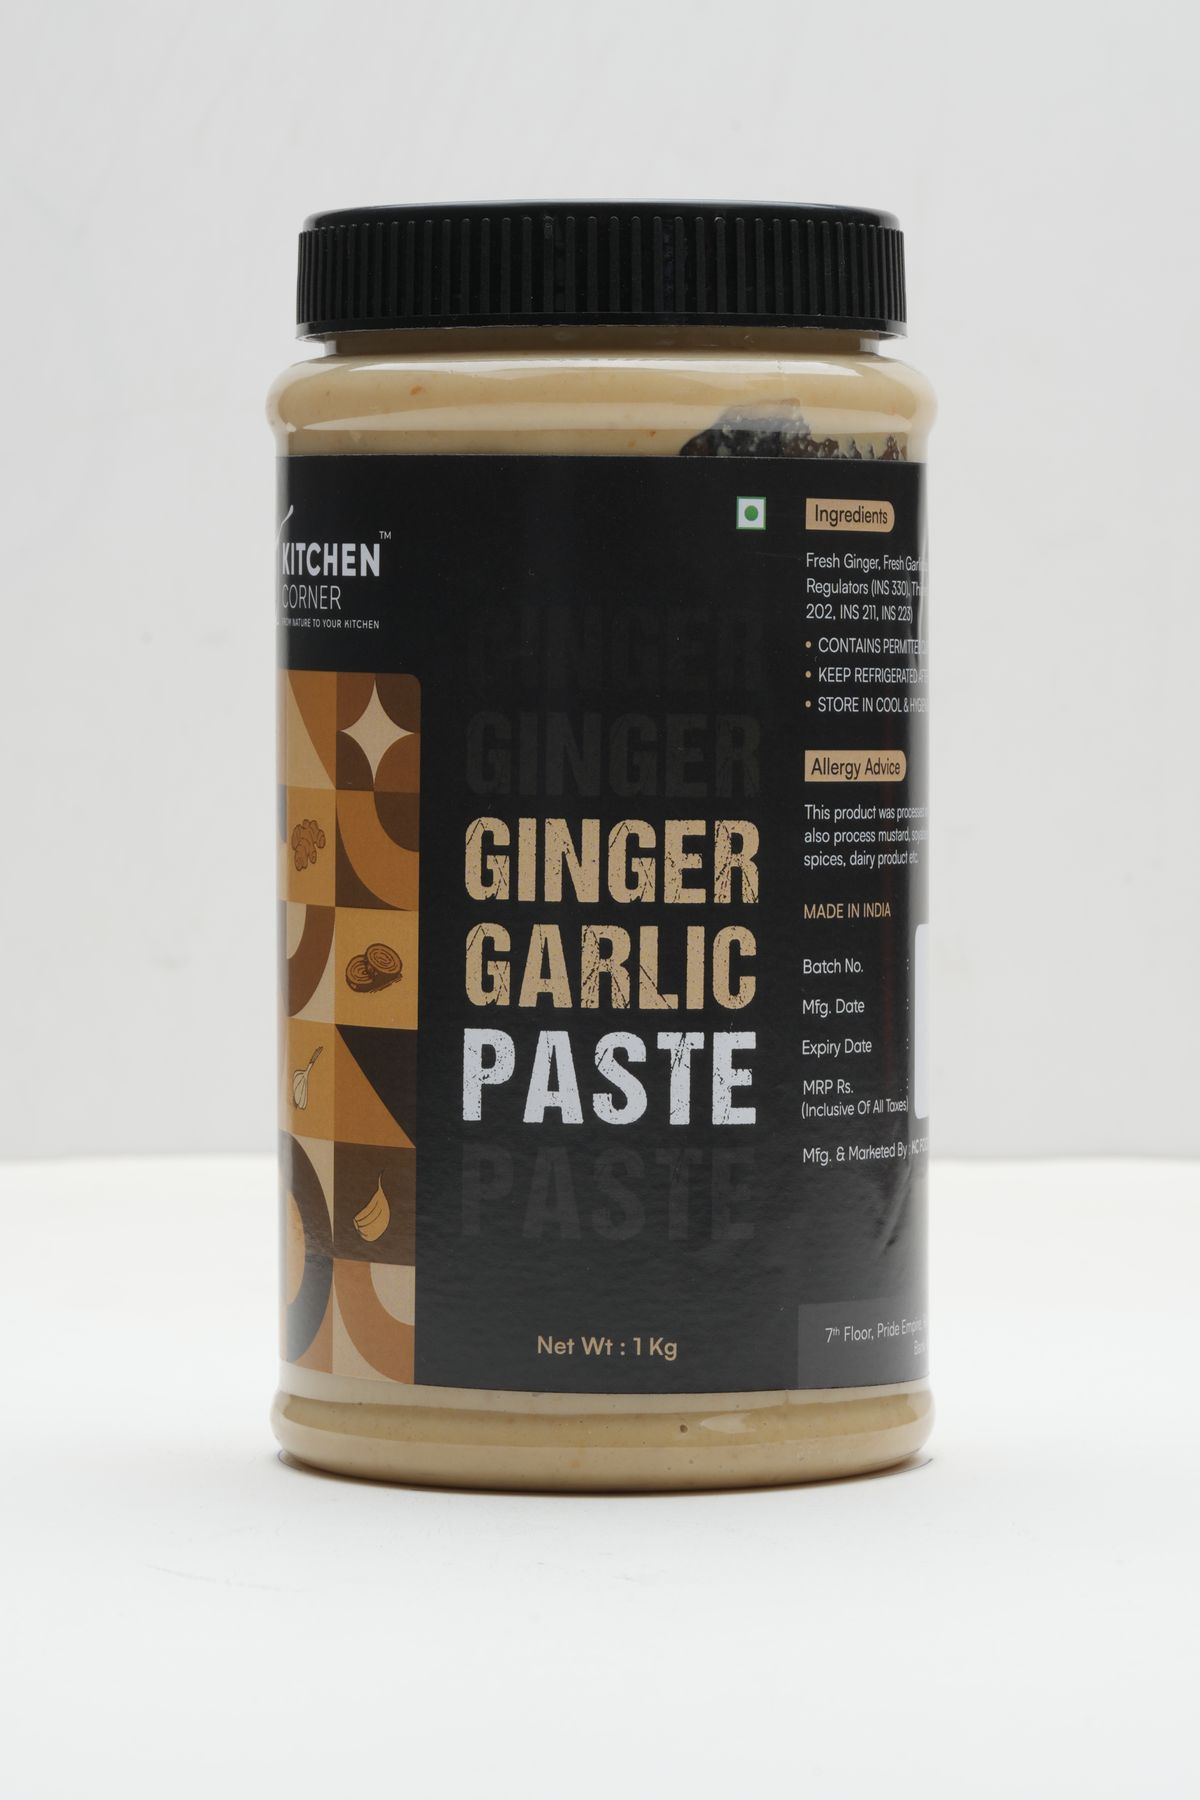 KITCHEN™
CORNER
FROM NATURE TO YOUR KITCHEN
GINGER
GINGER
GINGER
GARLIC
PASTE
PASTE
Net Wt : 1 Kg
Ingredients
Fresh Ginger, Fresh
Regulators (INS 330),
202, INS 211, INS 223)
• CONTAINS PERMITTED
• KEEP REFRIGERATED
• STORE IN COOL &
Allergy Advice
This product was processed
also process mustard,
spices, dairy product etc.
MADE IN INDIA
Batch No. :
Mfg. Date :
Expiry Date :
MRP Rs. :
(Inclusive Of All Taxes)
Mfg. & Marketed By : KC
7th Floor, Pride